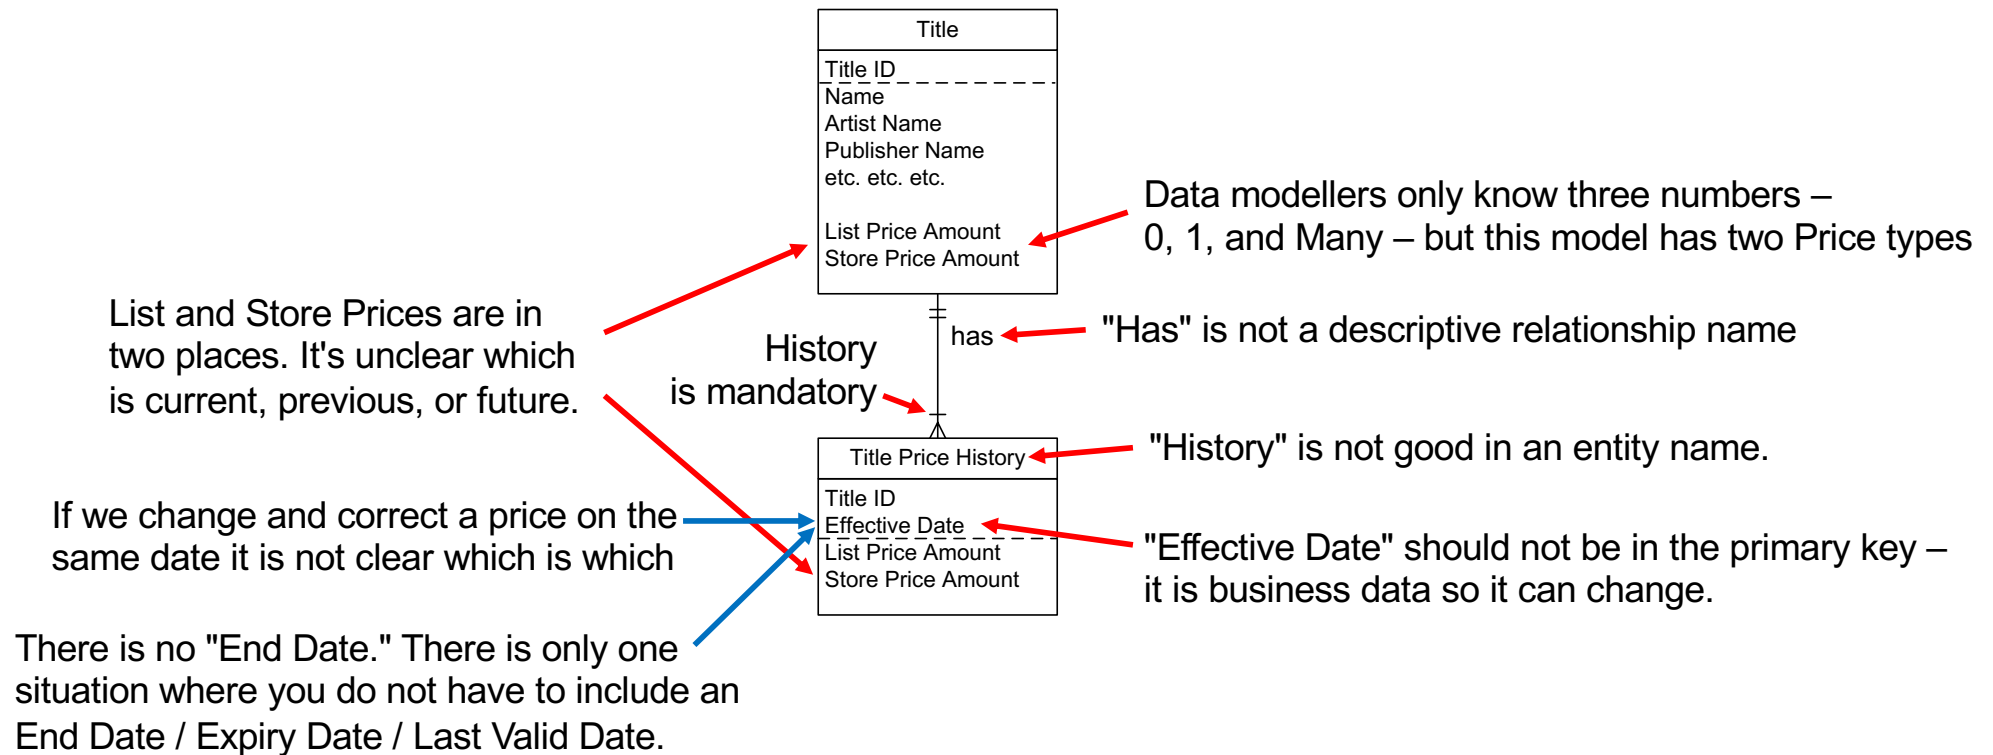 Title
Title ID
Name
Artist Name
Publisher Name
etc. etc. etc.
List Price Amount
Store Price Amount
Data modellers only know three numbers –
0, 1, and Many – but this model has two Price types
List and Store Prices are in
two places. It's unclear which
is current, previous, or future.
has
"Has" is not a descriptive relationship name
History
is mandatory
Title Price History
"History" is not good in an entity name.
Title ID
Effective Date
List Price Amount
Store Price Amount
If we change and correct a price on the
same date it is not clear which is which
"Effective Date" should not be in the primary key –
it is business data so it can change.
There is no "End Date." There is only one
situation where you do not have to include an
End Date / Expiry Date / Last Valid Date.